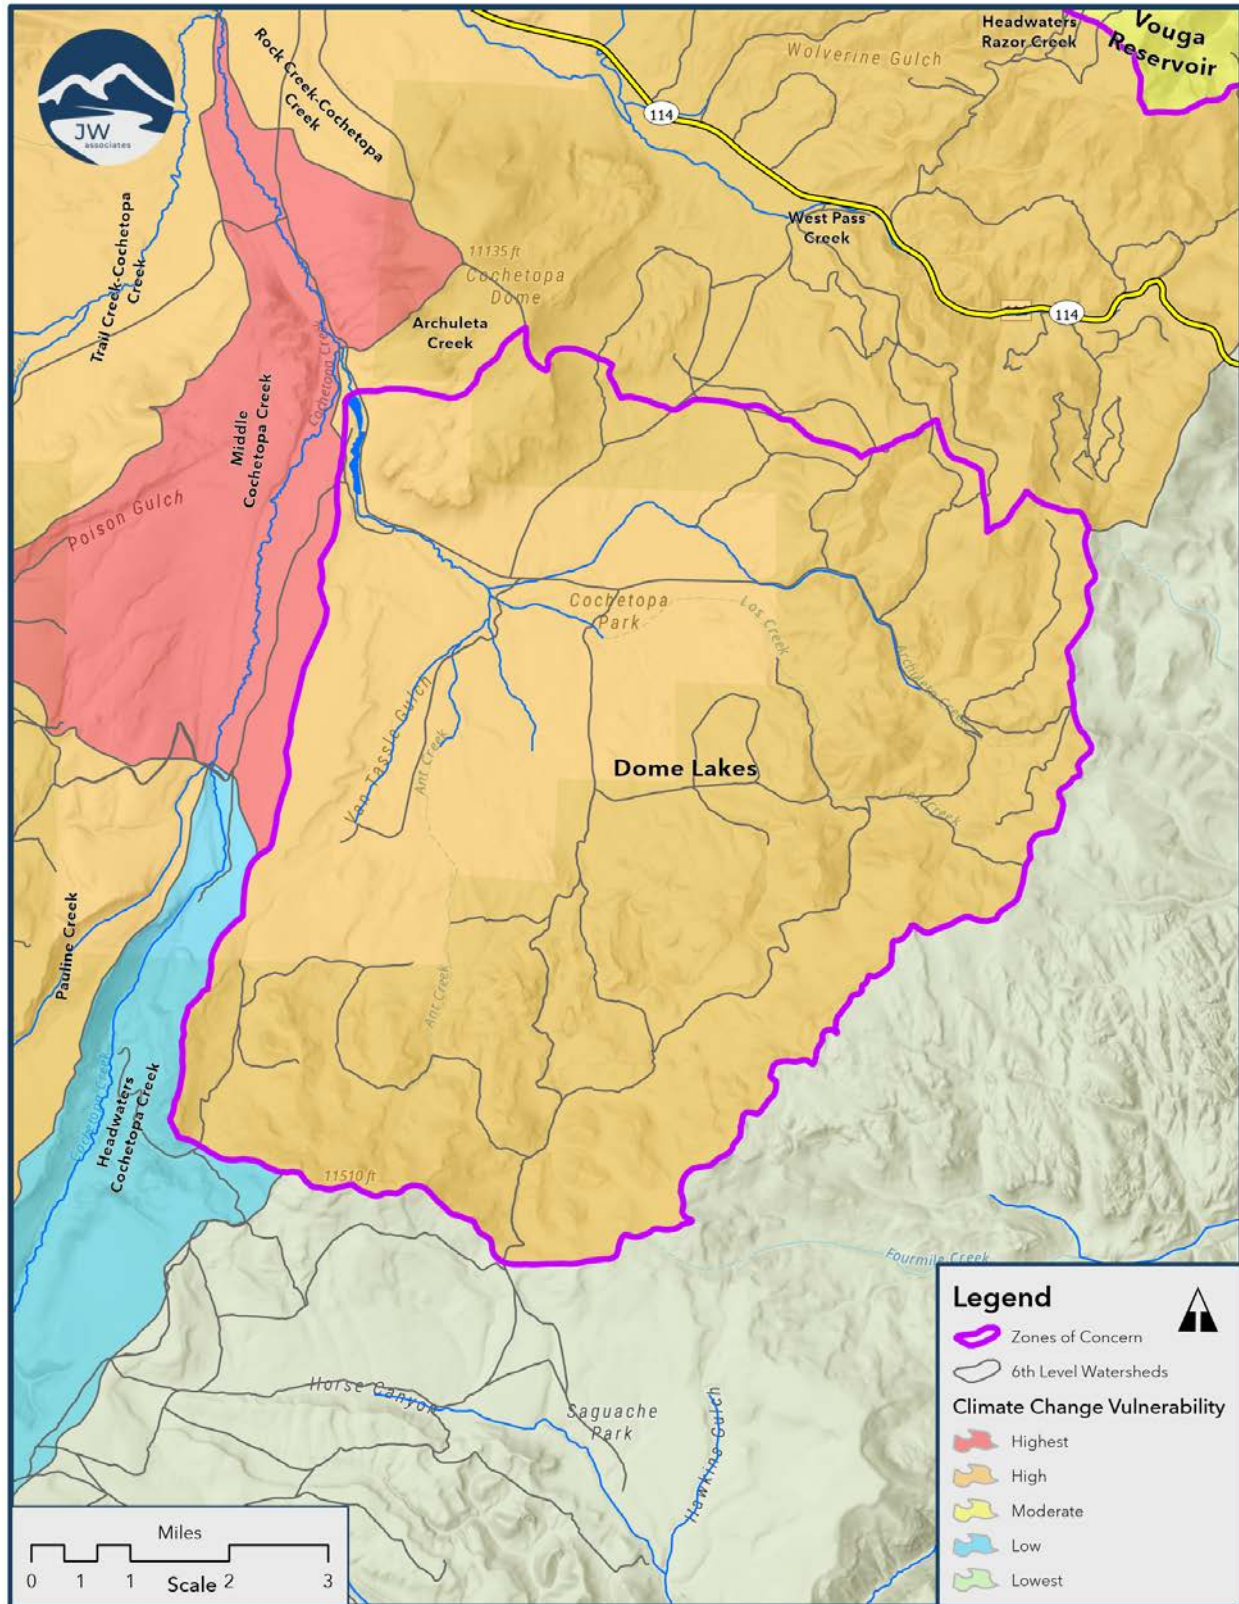 JW
associates
Rock Creek-Cochetopa
Creek
Wolverine Gulch
Headwaters
Razor Creek
Vouga
Reservoir
114
Trail Creek-Cochetopa
Creek
West Pass
Creek
11135 ft
Cochetopa
Dome
114
Archuleta
Creek
Cochetopa Creek
Middle
Cochetopa Creek
Poison Gulch
Cochetopa
Park
Los Creek
Archuleta Creek
Van Tassle Gulch
Ant Creek
Dome Lakes
Los Creek
Pauline Creek
Ant Creek
Cochetopa Creek
Headwaters
Cochetopa Creek
11510 ft
Fourmile Creek
Horse Canyon
Saguache
Park
Hawkins Gulch
Legend
Zones of Concern
6th Level Watersheds
Climate Change Vulnerability
Highest
High
Moderate
Low
Lowest
Miles
0 1 1 Scale 2 3